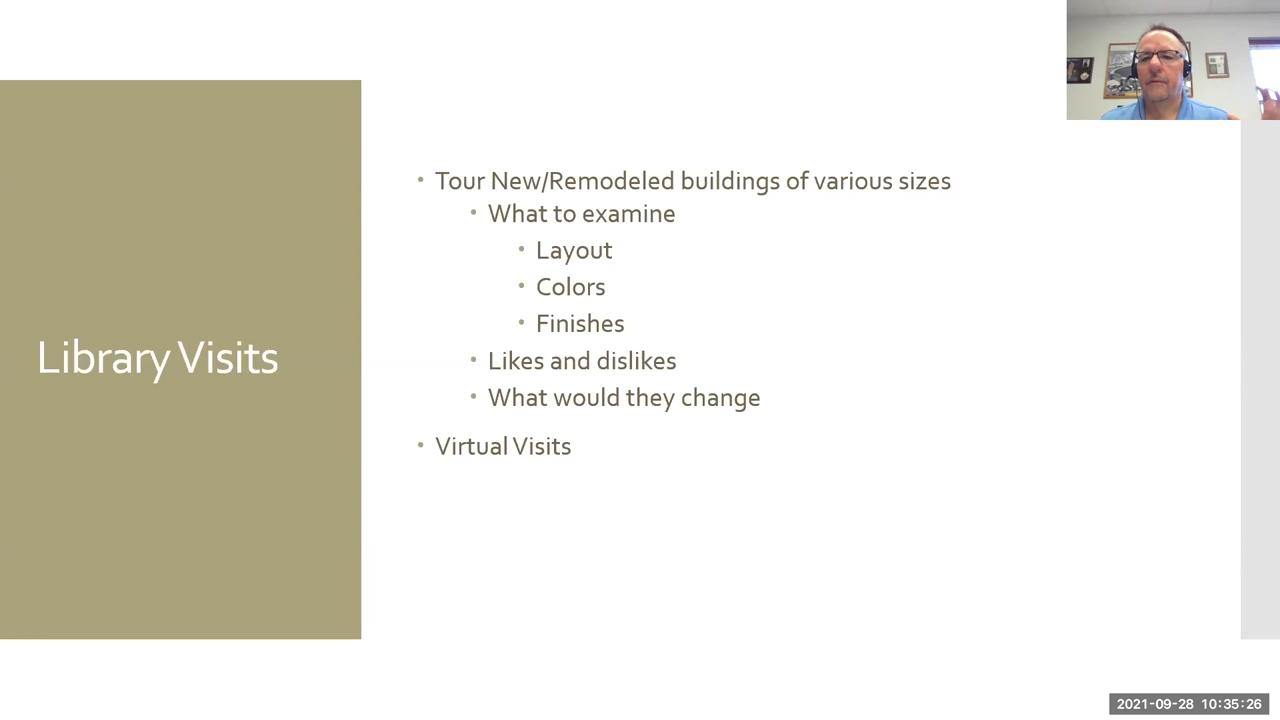 Library Visits
• Tour New/Remodeled buildings of various sizes
• What to examine
• Layout
• Colors
• Finishes
• Likes and dislikes
• What would they change
• Virtual Visits
2021-09-28 10:35:26